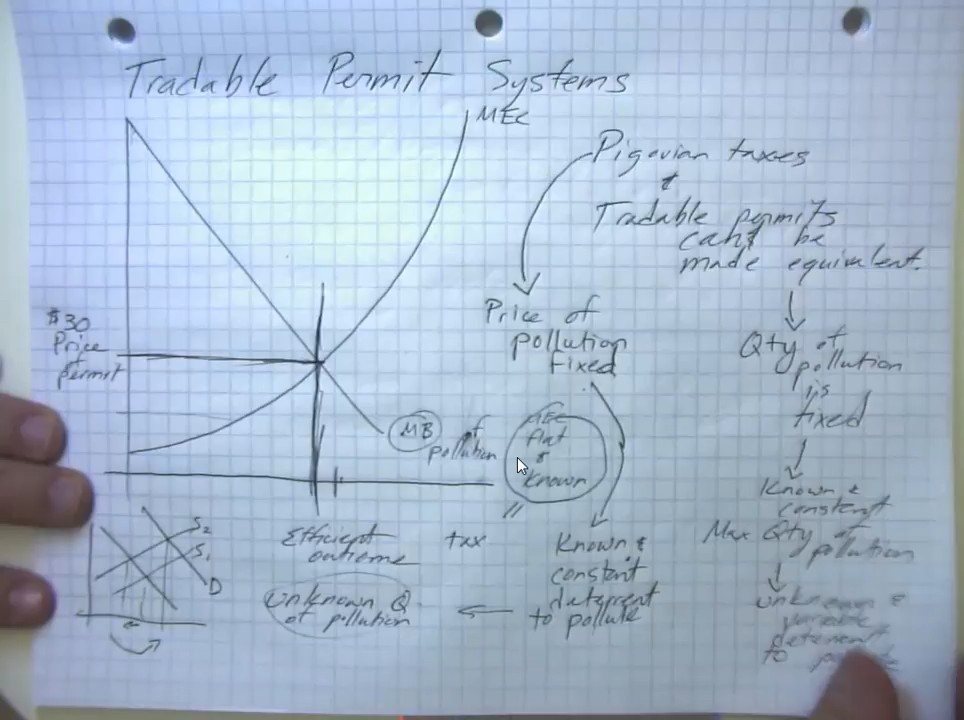 Tradable Permit Systems
MEC
Pigovian taxes
&
Tradable permits
can be
made equivalent.
$30
Price
of
permit
Price of
pollution
fixed
Qty of
pollution
is
fixed
MB of
pollution
MEC
flat
&
known
Known &
constant
Max Qty of
pollution
Efficient
outcome
tax
Known &
constant
deterrent
to pollute
Unknown Q
of pollution
Unknown &
variable
deterrent
to
S2
S1
D